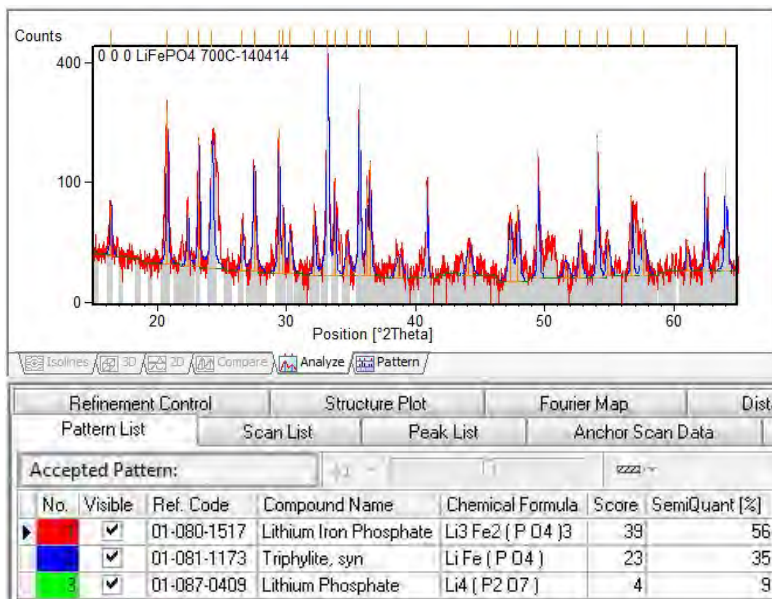 Counts
0 0 0 LiFePO4 700C-140414
400
100
0
20 30 40 50 60
Position [°2Theta]
Isolines 3D 2D Compare Analyze Pattern
Refinement Control Structure Plot Fourier Map Dist
Pattern List Scan List Peak List Anchor Scan Data
Accepted Pattern:
No. Visible Ref. Code Compound Name Chemical Formula Score SemiQuant [%]
1 01-080-1517 Lithium Iron Phosphate Li3 Fe2 ( P O4 )3 39 56
2 01-081-1173 Triphylite, syn Li Fe ( P O4 ) 23 35
3 01-087-0409 Lithium Phosphate Li4 ( P2 O7 ) 4 9